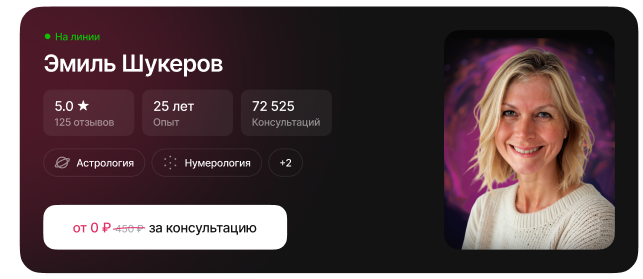 На линии
Эмиль Шукеров
5.0 ★ 25 лет 72 525
125 отзывов Опыт Консультаций
Астрология Нумерология +2
от 0 ₽ 450 ₽ за консультацию